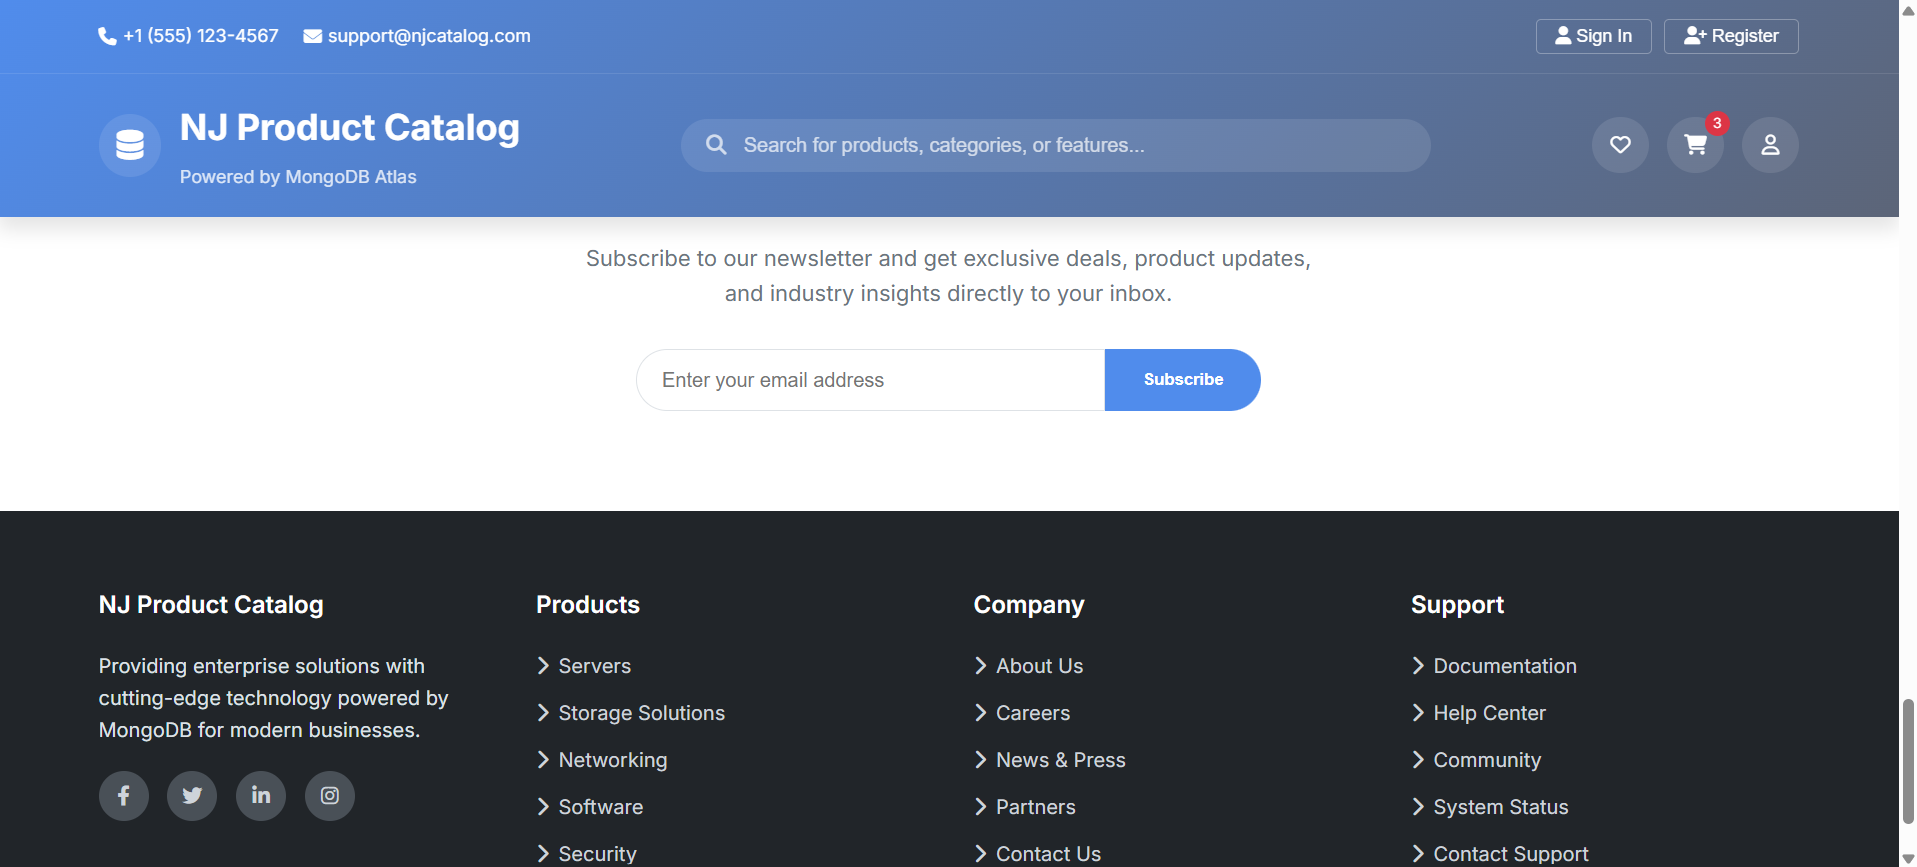 +1 (555) 123-4567 support@njcatalog.com Sign In Register
NJ Product Catalog
Powered by MongoDB Atlas
Search for products, categories, or features...
3
Subscribe to our newsletter and get exclusive deals, product updates,
and industry insights directly to your inbox.
Enter your email address
Subscribe
NJ Product Catalog
Providing enterprise solutions with
cutting-edge technology powered by
MongoDB for modern businesses.
Products
Servers
Storage Solutions
Networking
Software
Security
Company
About Us
Careers
News & Press
Partners
Contact Us
Support
Documentation
Help Center
Community
System Status
Contact Support